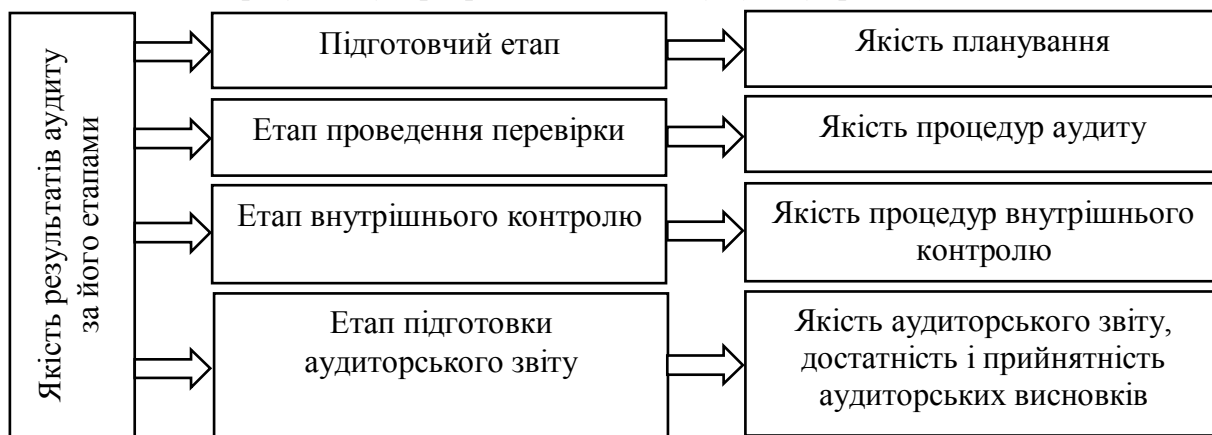 Якість результатів аудиту
за його етапами
Підготовчий етап
Якість планування
Етап проведення перевірки
Якість процедур аудиту
Етап внутрішнього контролю
Якість процедур внутрішнього
контролю
Етап підготовки
аудиторського звіту
Якість аудиторського звіту,
достатність і прийнятність
аудиторських висновків